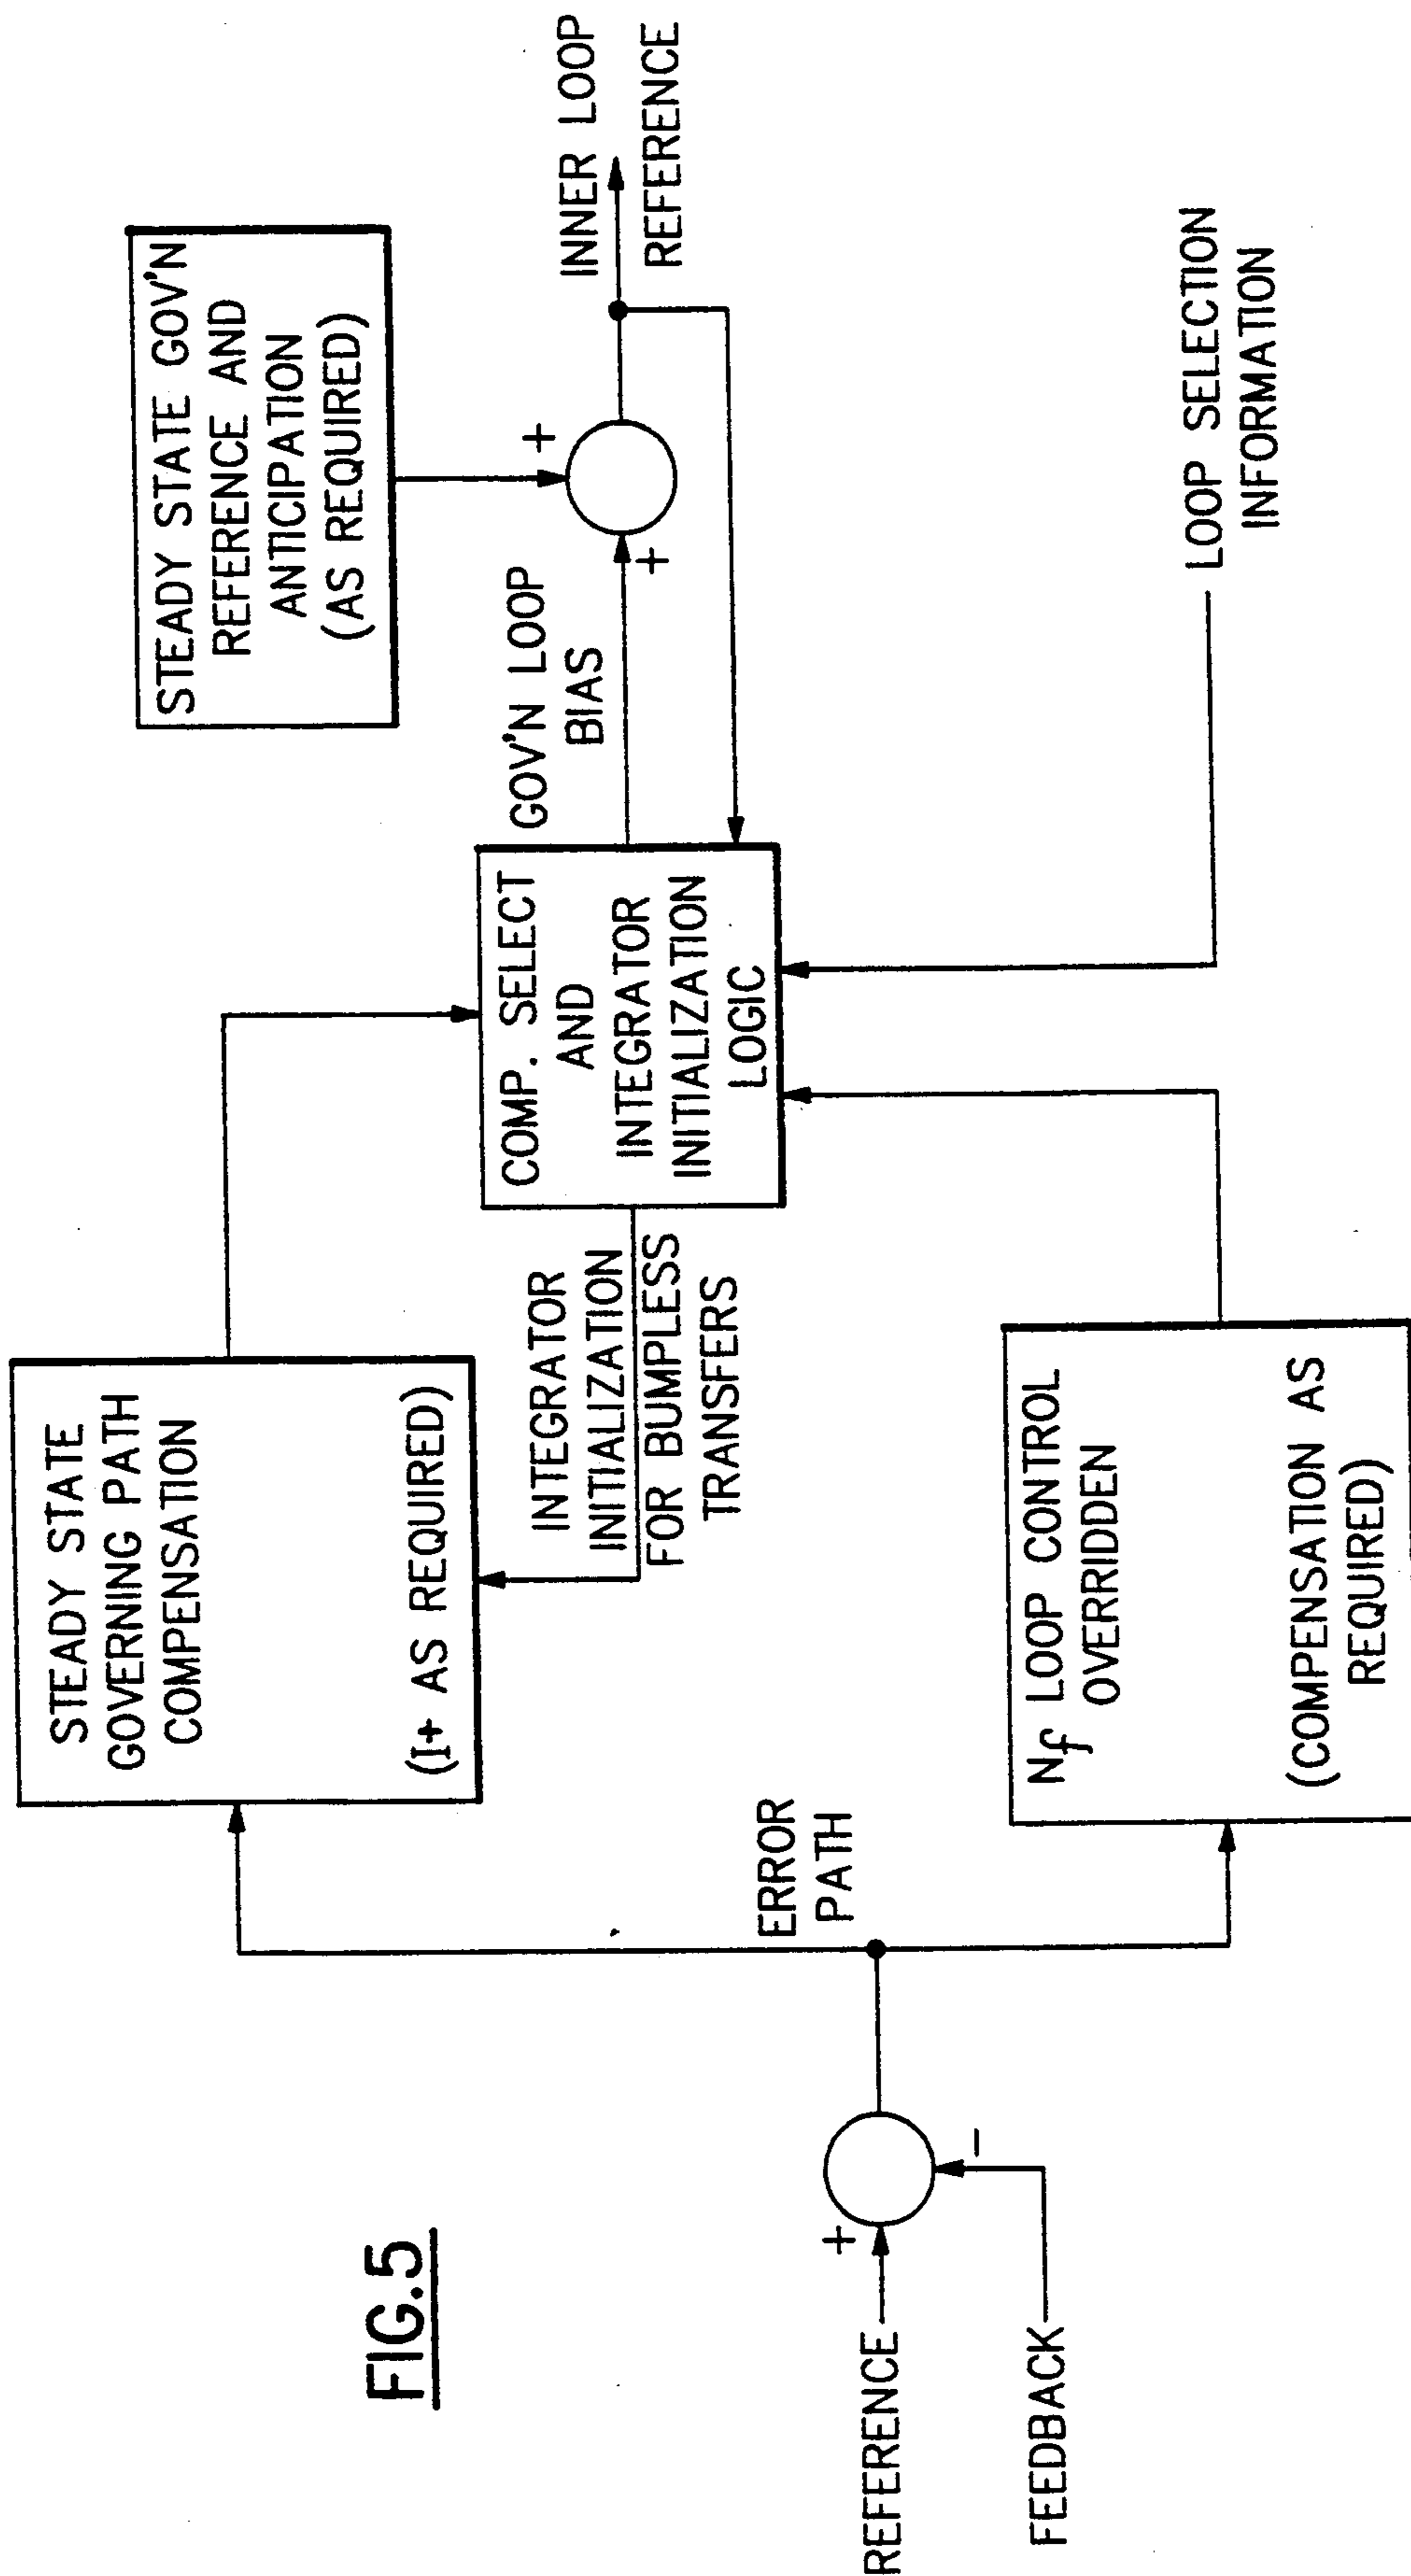 FIG.5
REFERENCE
FEEDBACK
+
-
ERROR
PATH
STEADY STATE
GOVERNING PATH
COMPENSATION
(I+ AS REQUIRED)
Nf LOOP CONTROL
OVERRIDDEN
(COMPENSATION AS
REQUIRED)
INTEGRATOR
INITIALIZATION
FOR BUMPLESS
TRANSFERS
COMP. SELECT
AND
INTEGRATOR
INITIALIZATION
LOGIC
GOV'N LOOP
BIAS
+
+
STEADY STATE GOV'N
REFERENCE AND
ANTICIPATION
(AS REQUIRED)
INNER LOOP
REFERENCE
LOOP SELECTION
INFORMATION